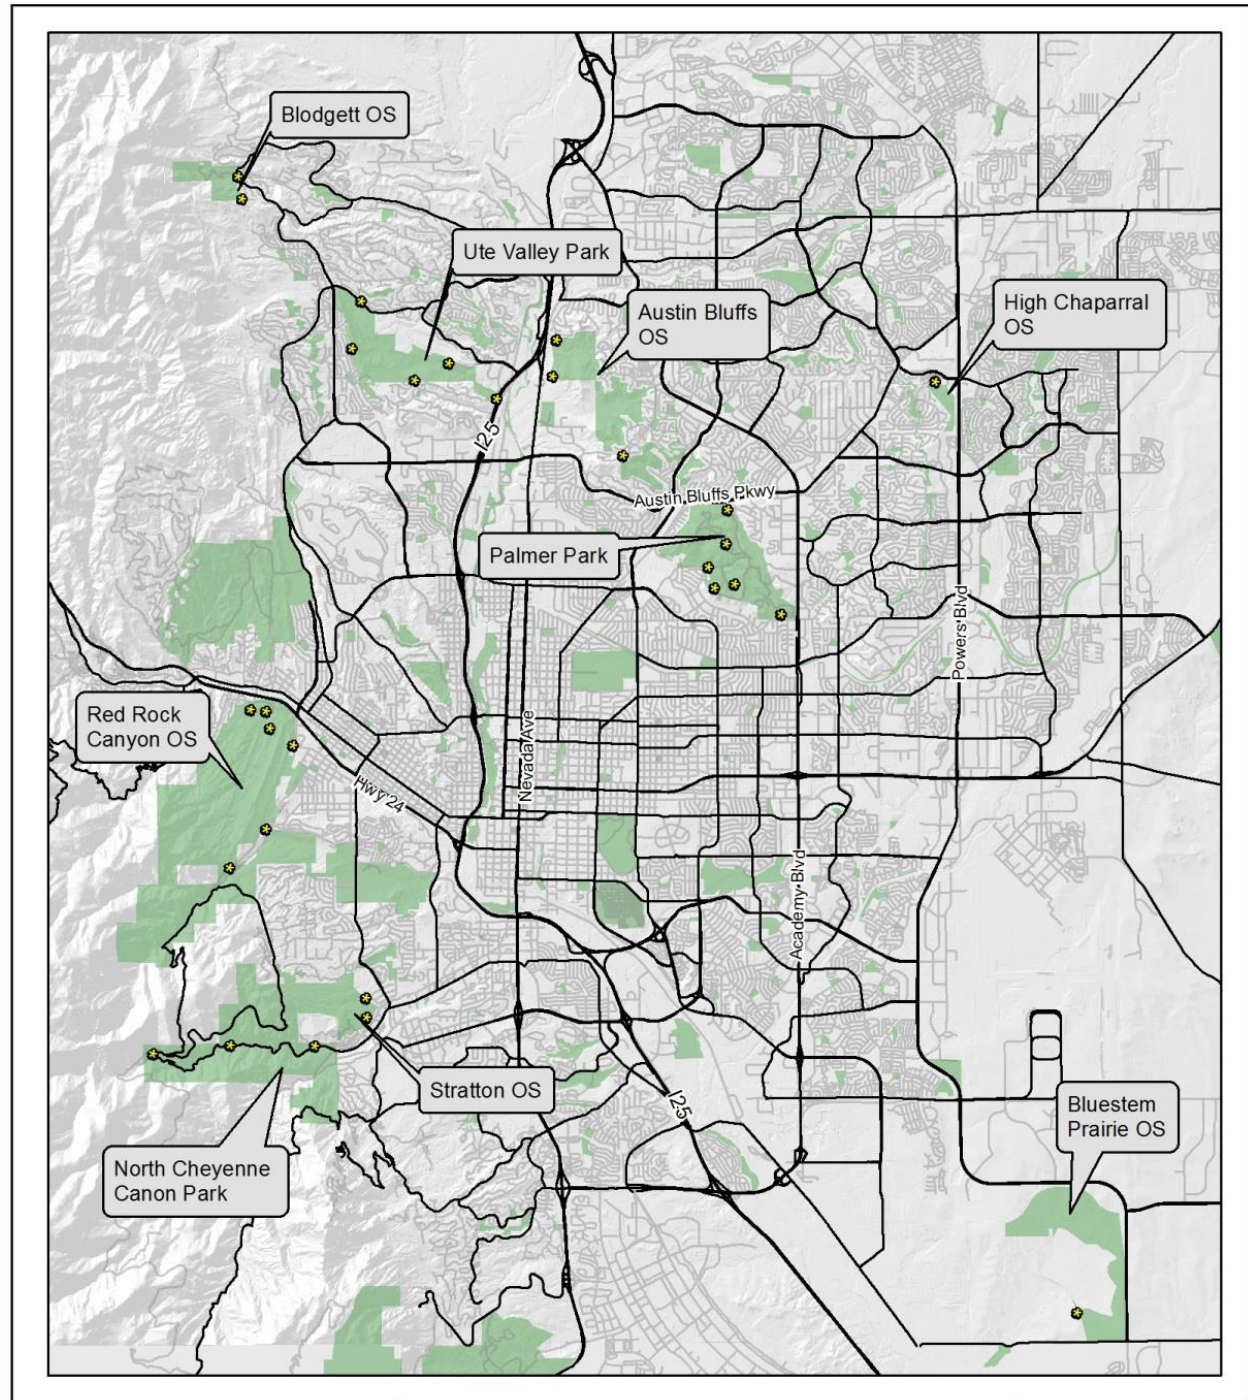 Blodgett OS
Ute Valley Park
Austin Bluffs
OS
High Chaparral
OS
I25
Austin Bluffs Pkwy
Palmer Park
Powers Blvd
Red Rock
Canyon OS
Nevada Ave
Hwy 24
Academy Blvd
Stratton OS
I25
Bluestem
Prairie OS
North Cheyenne
Canon Park